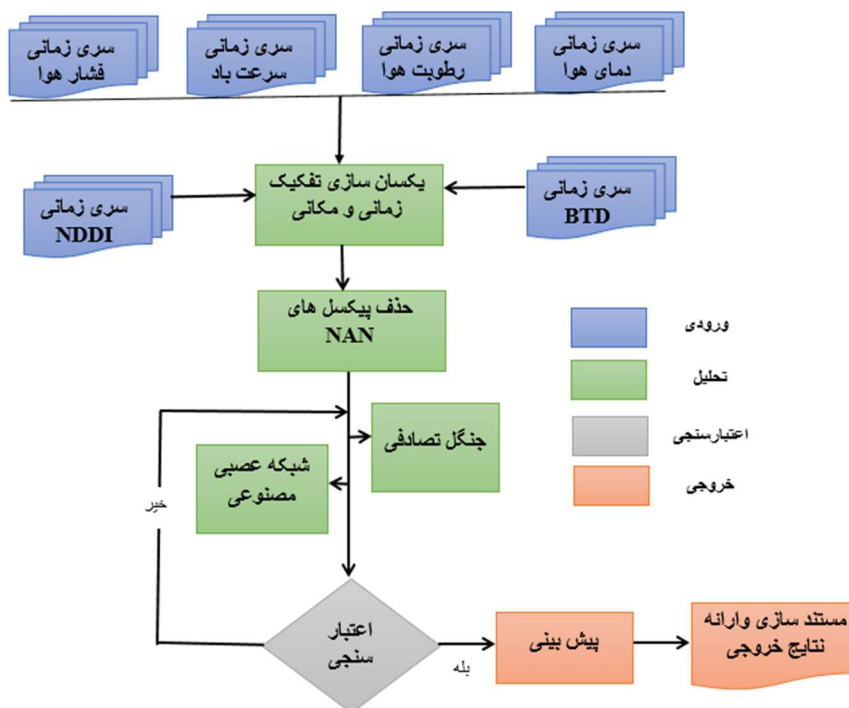 سری زمانی
دمای هوا
سری زمانی
رطوبت هوا
سری زمانی
سرعت باد
سری زمانی
فشار هوا
یکسان سازی تفکیک
زمانی و مکانی
سری زمانی
BTD
سری زمانی
NDDI
حذف پیکسل های
NAN
ورودی
تحلیل
اعتبارسنجی
خروجی
جنگل تصادفی
شبکه عصبی
مصنوعی
خیر
اعتبار
سنجی
بله
پیش بینی
مستند سازی وارائه
نتایج خروجی